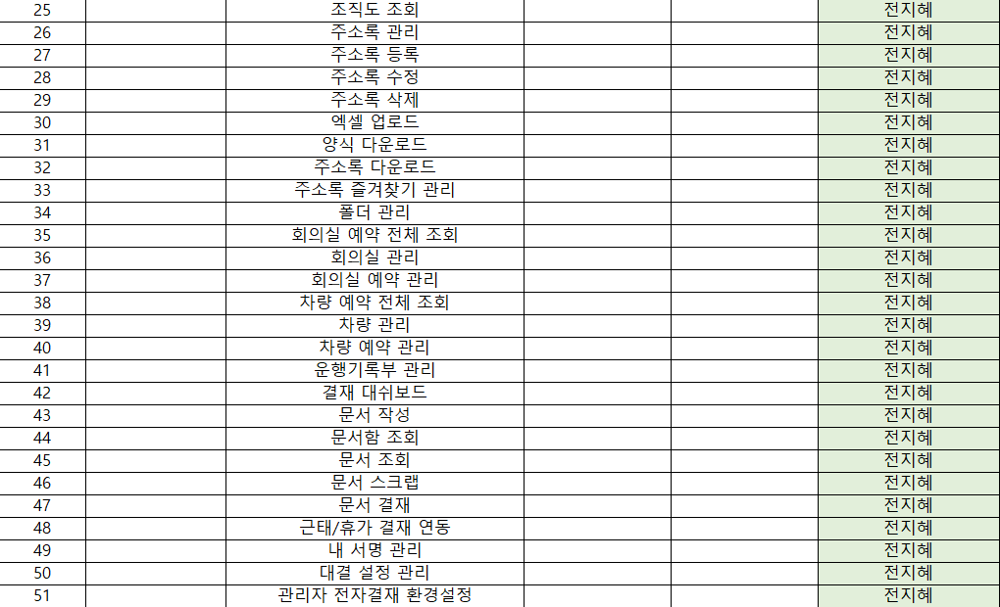 25 조직도 조회 전지혜
26 주소록 관리 전지혜
27 주소록 등록 전지혜
28 주소록 수정 전지혜
29 주소록 삭제 전지혜
30 엑셀 업로드 전지혜
31 양식 다운로드 전지혜
32 주소록 다운로드 전지혜
33 주소록 즐겨찾기 관리 전지혜
34 폴더 관리 전지혜
35 회의실 예약 전체 조회 전지혜
36 회의실 관리 전지혜
37 회의실 예약 관리 전지혜
38 차량 예약 전체 조회 전지혜
39 차량 관리 전지혜
40 차량 예약 관리 전지혜
41 운행기록부 관리 전지혜
42 결재 대쉬보드 전지혜
43 문서 작성 전지혜
44 문서함 조회 전지혜
45 문서 조회 전지혜
46 문서 스크랩 전지혜
47 문서 결재 전지혜
48 근태/휴가 결재 연동 전지혜
49 내 서명 관리 전지혜
50 대결 설정 관리 전지혜
51 관리자 전자결재 환경설정 전지혜